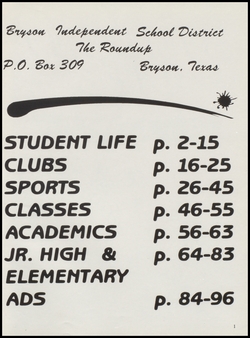 Bryson Independent School District
The Roundup
P.O. Box 309 Bryson, Texas
STUDENT LIFE p. 2-15
CLUBS p. 16-25
SPORTS p. 26-45
CLASSES p. 46-55
ACADEMICS p. 56-63
JR. HIGH & p. 64-83
ELEMENTARY
ADS p. 84-96
1